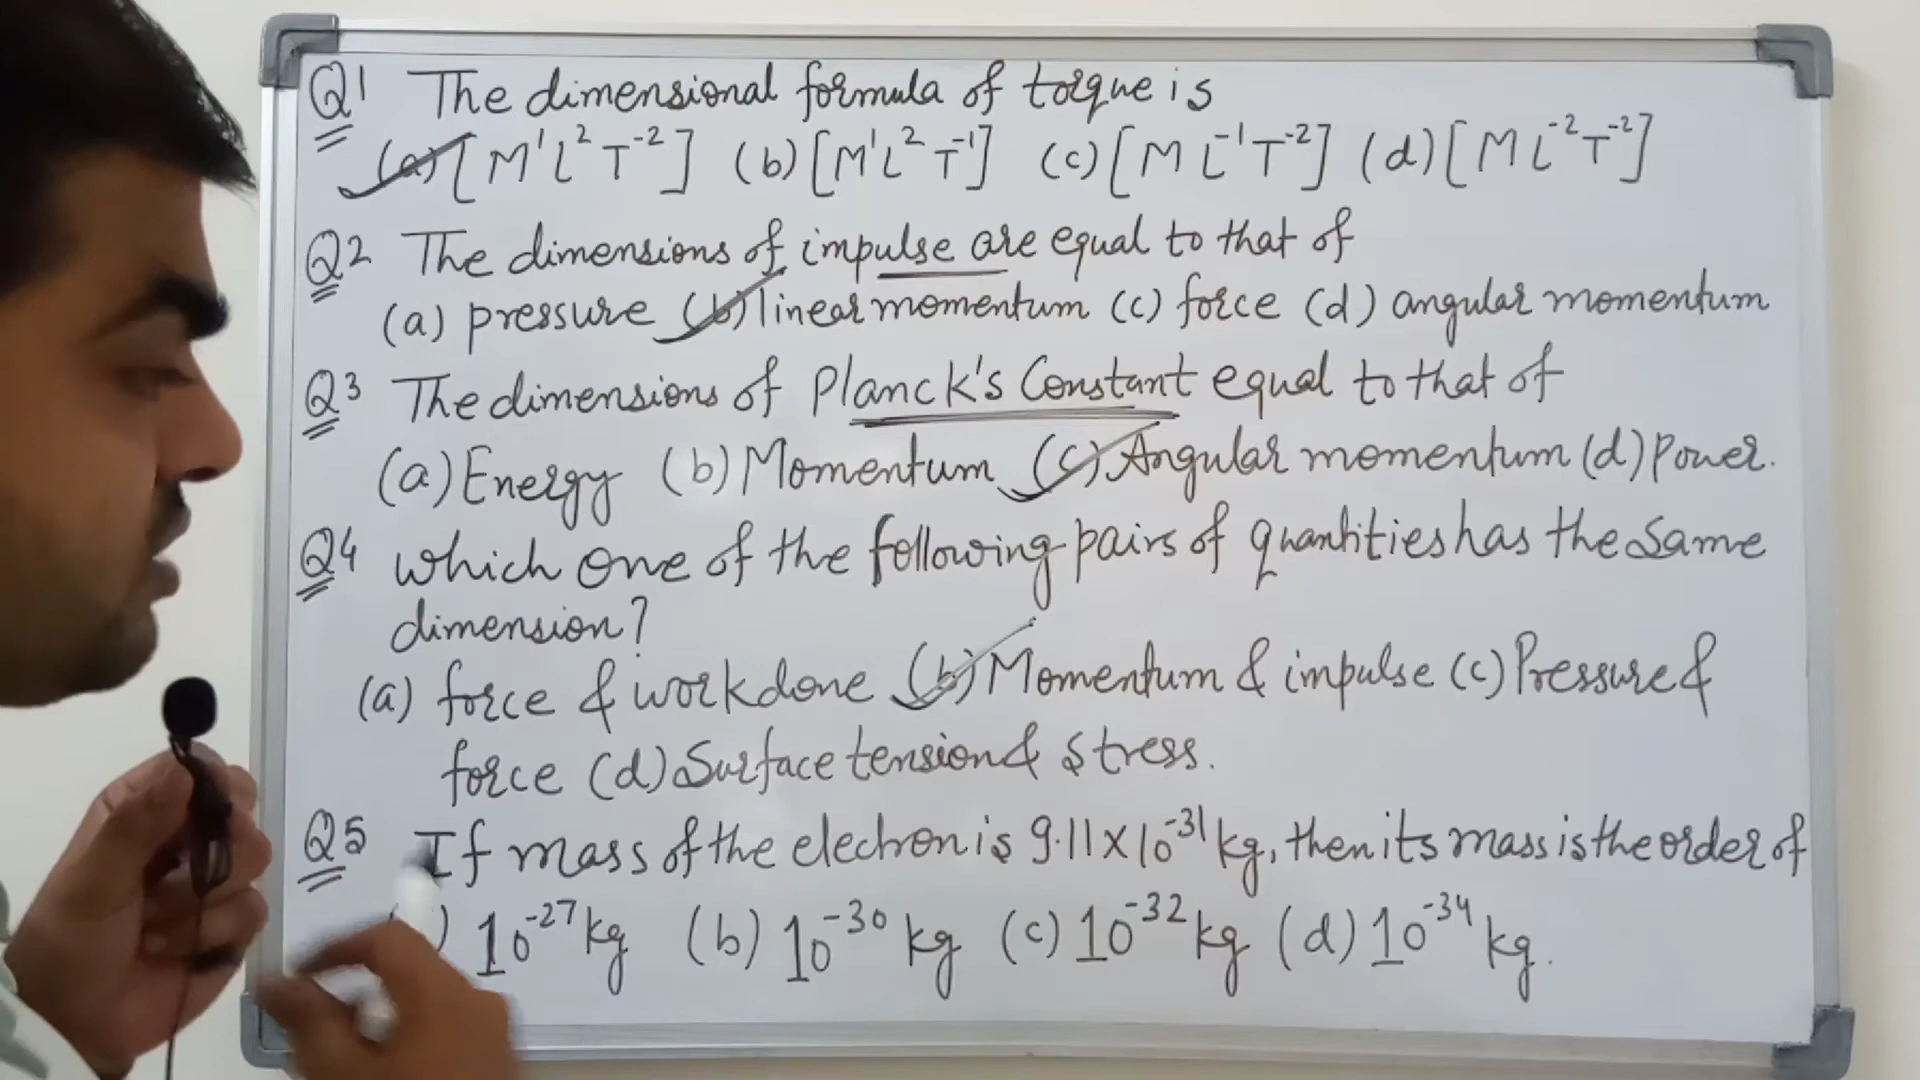 Q1 The dimensional formula of torque is
(a) [M¹L²T⁻²] (b) [M¹L²T⁻¹] (c) [M L⁻¹T⁻²] (d) [M L⁻²T⁻²]
Q2 The dimensions of impulse are equal to that of
(a) pressure (b) linear momentum (c) force (d) angular momentum
Q3 The dimensions of Planck's Constant equal to that of
(a) Energy (b) Momentum (c) Angular momentum (d) Power.
Q4 which one of the following pairs of quantities has the same
dimension?
(a) force & workdone (b) Momentum & impulse (c) Pressure &
force (d) Surface tension & stress.
Q5 If mass of the electron is 9.11×10⁻³¹ kg, then its mass is the order of
) 10⁻²⁷ kg (b) 10⁻³⁰ kg (c) 10⁻³² kg (d) 10⁻³⁴ kg.